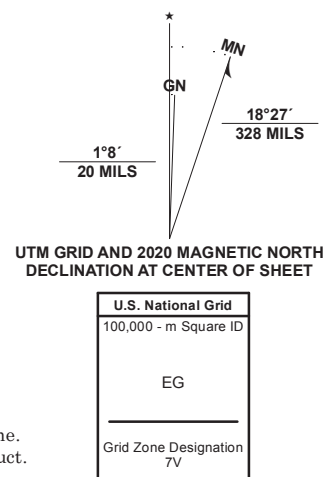 ★
MN
GN
18°27´
328 MILS
1°8´
20 MILS
UTM GRID AND 2020 MAGNETIC NORTH
DECLINATION AT CENTER OF SHEET
U.S. National Grid
100,000 - m Square ID
EG
Grid Zone Designation
7V
ne.
uct.